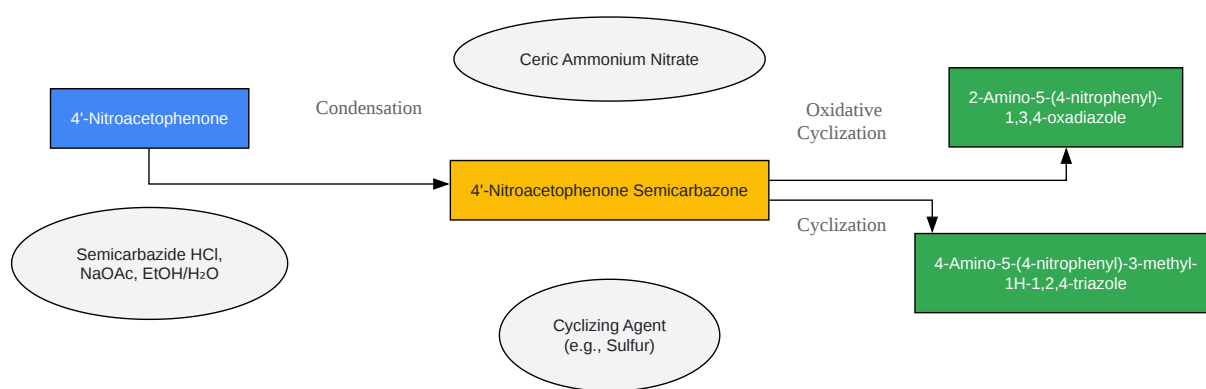 Ceric Ammonium Nitrate
4'-Nitroacetophenone
Condensation
Oxidative
Cyclization
2-Amino-5-(4-nitrophenyl)-
1,3,4-oxadiazole
4'-Nitroacetophenone Semicarbazone
Semicarbazide HCl,
NaOAc, EtOH/H₂O
Cyclization
4-Amino-5-(4-nitrophenyl)-3-methyl-
1H-1,2,4-triazole
Cyclizing Agent
(e.g., Sulfur)